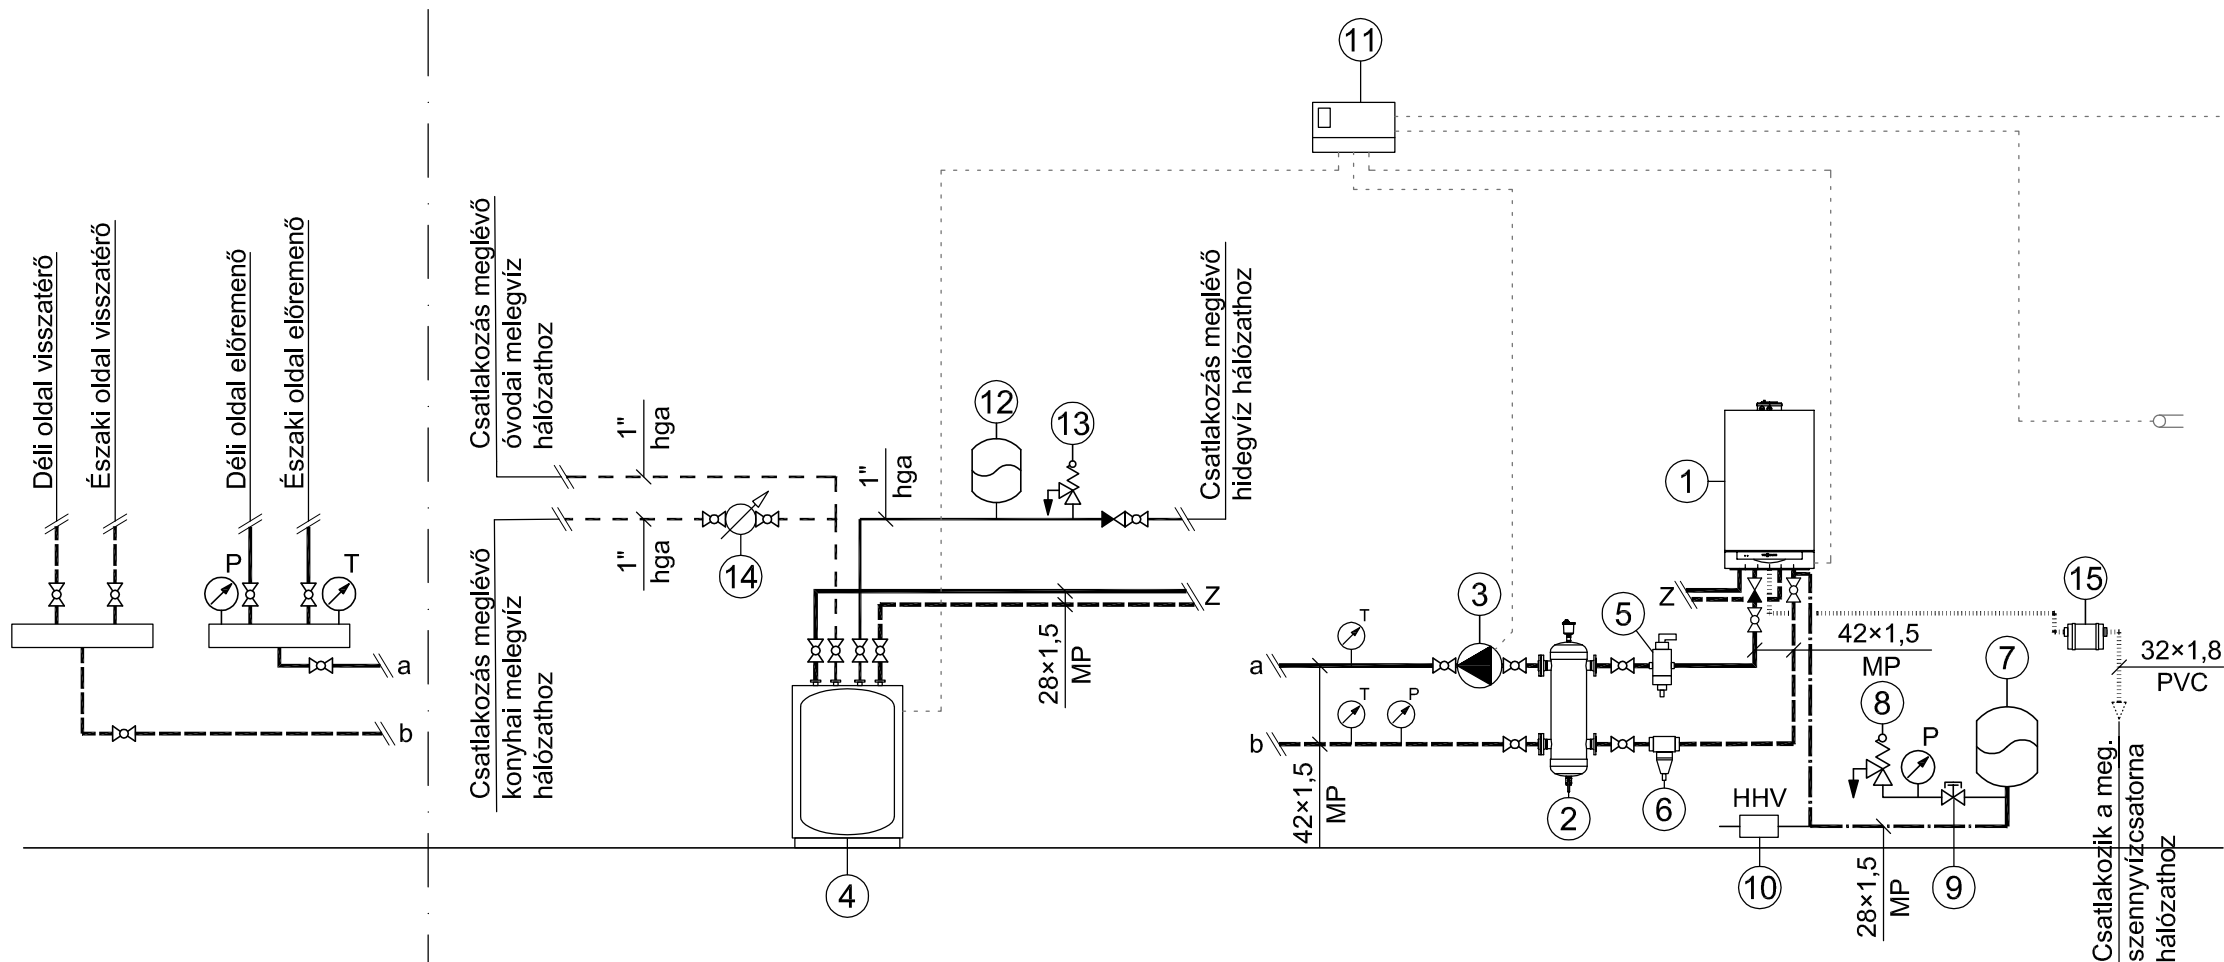 11
Déli oldal visszatérő
Északi oldal visszatérő
Déli oldal előremenő
Északi oldal előremenő
P
T
a
b
Csatlakozás meglévő
óvodai melegvíz
hálózathoz
1"
hga
Csatlakozás meglévő
konyhai melegvíz
hálózathoz
1"
hga
14
1"
hga
12
13
Csatlakozás meglévő
hidegvíz hálózathoz
Z
28×1,5
MP
4
a
b
T
T
P
42×1,5
MP
3
2
5
6
1
Z
42×1,5
MP
15
32×1,8
PVC
7
8
P
9
HHV
10
28×1,5
MP
Csatlakozik a meg.
szennyvízcsatorna
hálózathoz